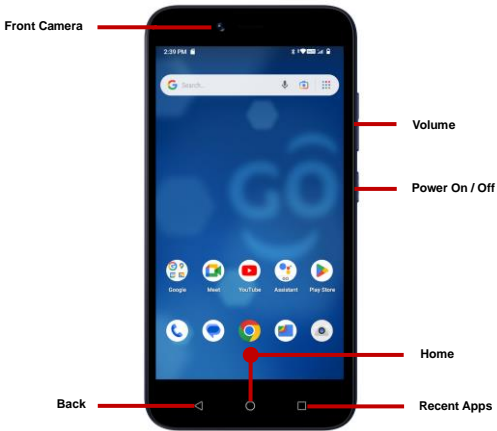 Front Camera
2:39 PM
Search...
GO
Volume
Power On / Off
Google
Meet
YouTube
Assistant
Play Store
Home
Back
Recent Apps